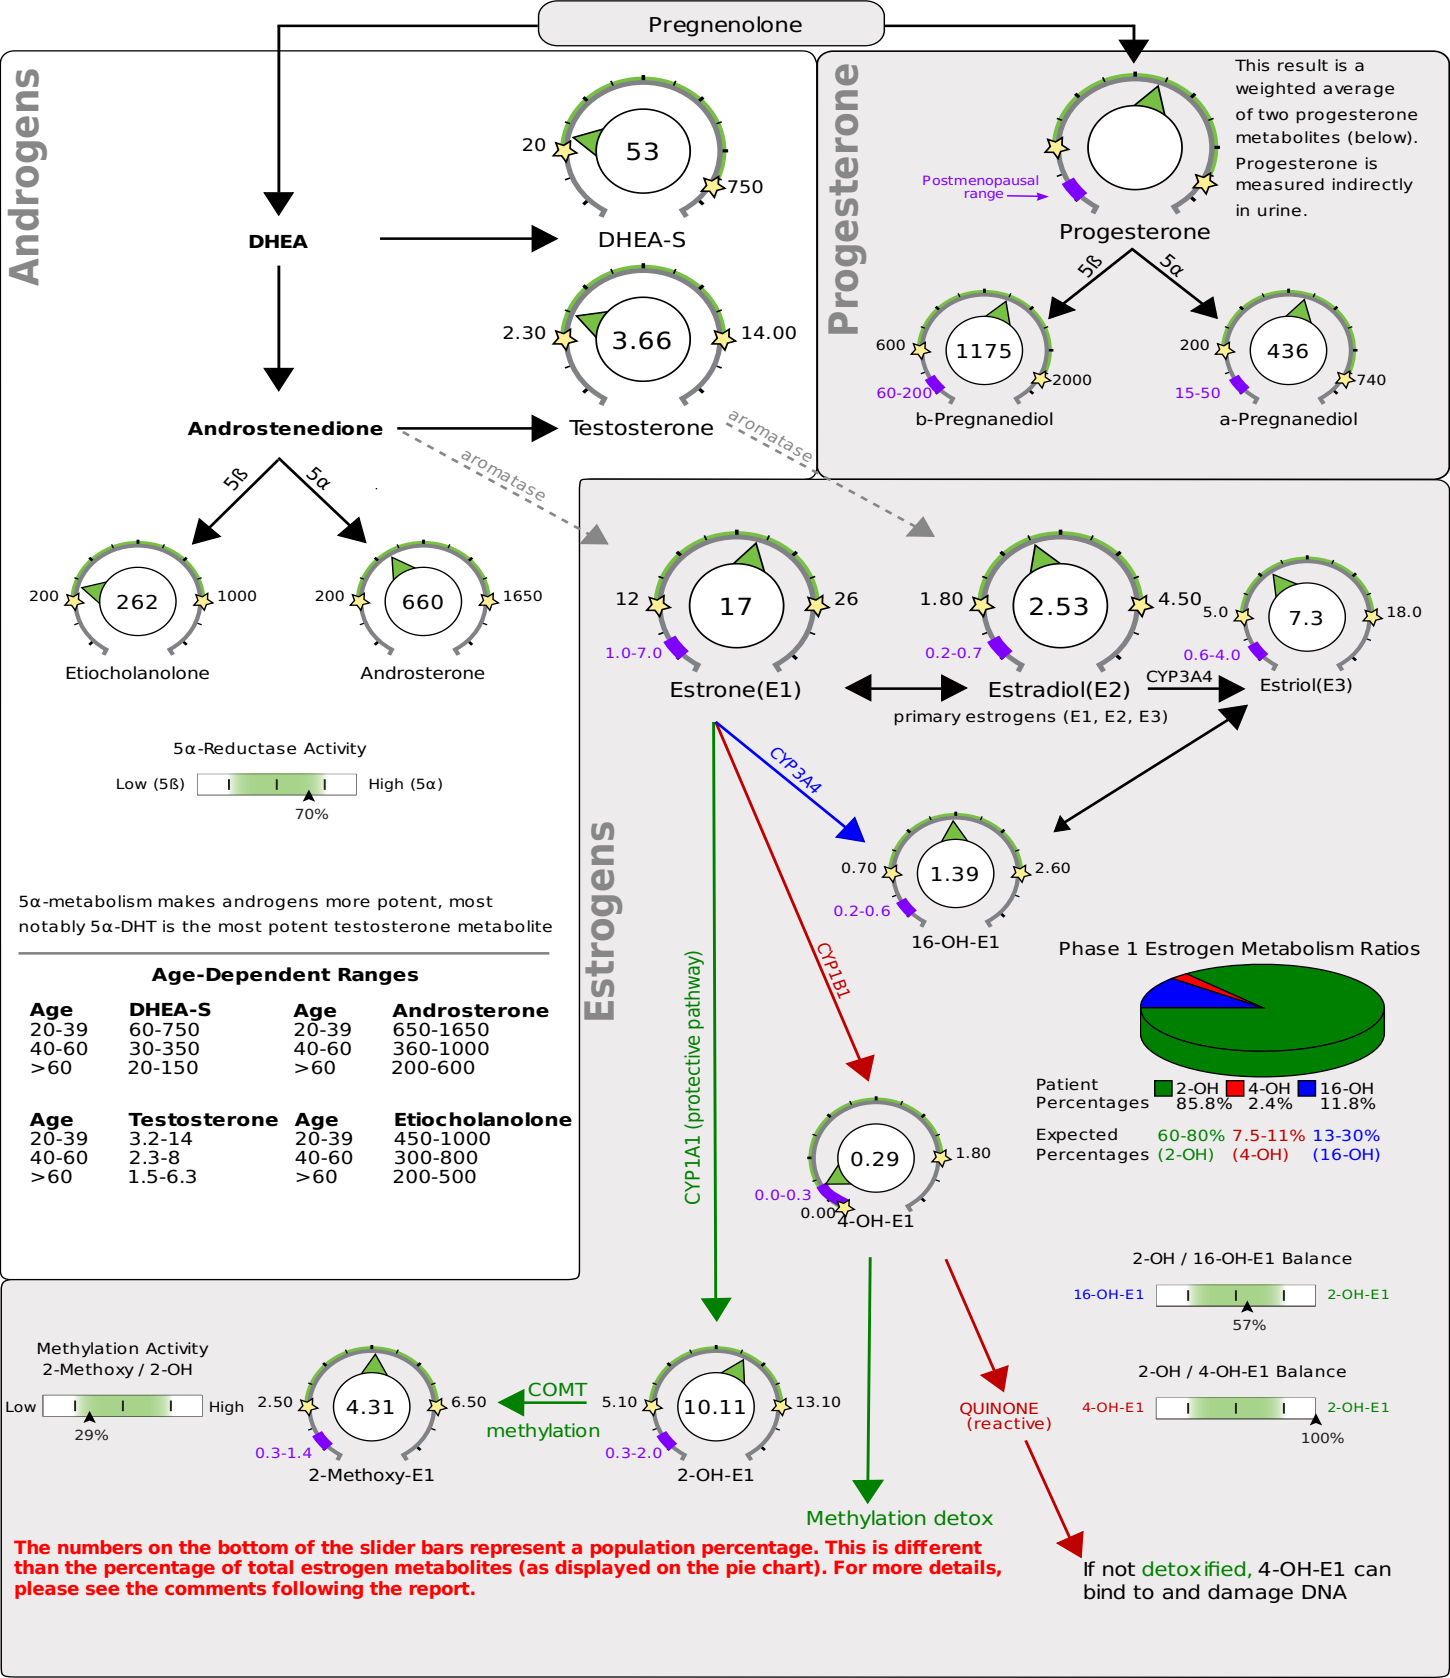 Pregnenolone
Androgens
20
53
750
DHEA
DHEA-S
2.30
3.66
14.00
Androstenedione
Testosterone
aromatase
aromatase
5ß
5α
200
262
1000
Etiocholanolone
200
660
1650
Androsterone
5α-Reductase Activity
Low (5ß)
High (5α)
70%
5α-metabolism makes androgens more potent, most
notably 5α-DHT is the most potent testosterone metabolite
Age-Dependent Ranges
Age DHEA-S Age Androsterone
20-39 60-750 20-39 650-1650
40-60 30-350 40-60 360-1000
>60 20-150 >60 200-600
Age Testosterone Age Etiocholanolone
20-39 3.2-14 20-39 450-1000
40-60 2.3-8 40-60 300-800
>60 1.5-6.3 >60 200-500
Progesterone
This result is a
weighted average
of two progesterone
metabolites (below).
Progesterone is
measured indirectly
in urine.
Postmenopausal
range
Progesterone
5ß
5α
600
1175
2000
60-200
b-Pregnanediol
200
436
740
15-50
a-Pregnanediol
Estrogens
12
17
26
1.0-7.0
Estrone(E1)
1.80
2.53
4.50
0.2-0.7
Estradiol(E2)
CYP3A4
5.0
7.3
18.0
0.6-4.0
Estriol(E3)
primary estrogens (E1, E2, E3)
CYP3A4
0.70
1.39
2.60
0.2-0.6
16-OH-E1
CYP1B1
CYP1A1 (protective pathway)
Phase 1 Estrogen Metabolism Ratios
Patient
Percentages
2-OH 4-OH 16-OH
85.8% 2.4% 11.8%
Expected
Percentages
60-80% 7.5-11% 13-30%
(2-OH) (4-OH) (16-OH)
0.29
1.80
0.0-0.3
0.00
4-OH-E1
2-OH / 16-OH-E1 Balance
16-OH-E1
2-OH-E1
57%
2-OH / 4-OH-E1 Balance
4-OH-E1
2-OH-E1
100%
Methylation Activity
2-Methoxy / 2-OH
Low
High
29%
2.50
4.31
6.50
0.3-1.4
2-Methoxy-E1
COMT
methylation
5.10
10.11
13.10
0.3-2.0
2-OH-E1
QUINONE
(reactive)
Methylation detox
The numbers on the bottom of the slider bars represent a population percentage. This is different
than the percentage of total estrogen metabolites (as displayed on the pie chart). For more details,
please see the comments following the report.
If not detoxified, 4-OH-E1 can
bind to and damage DNA